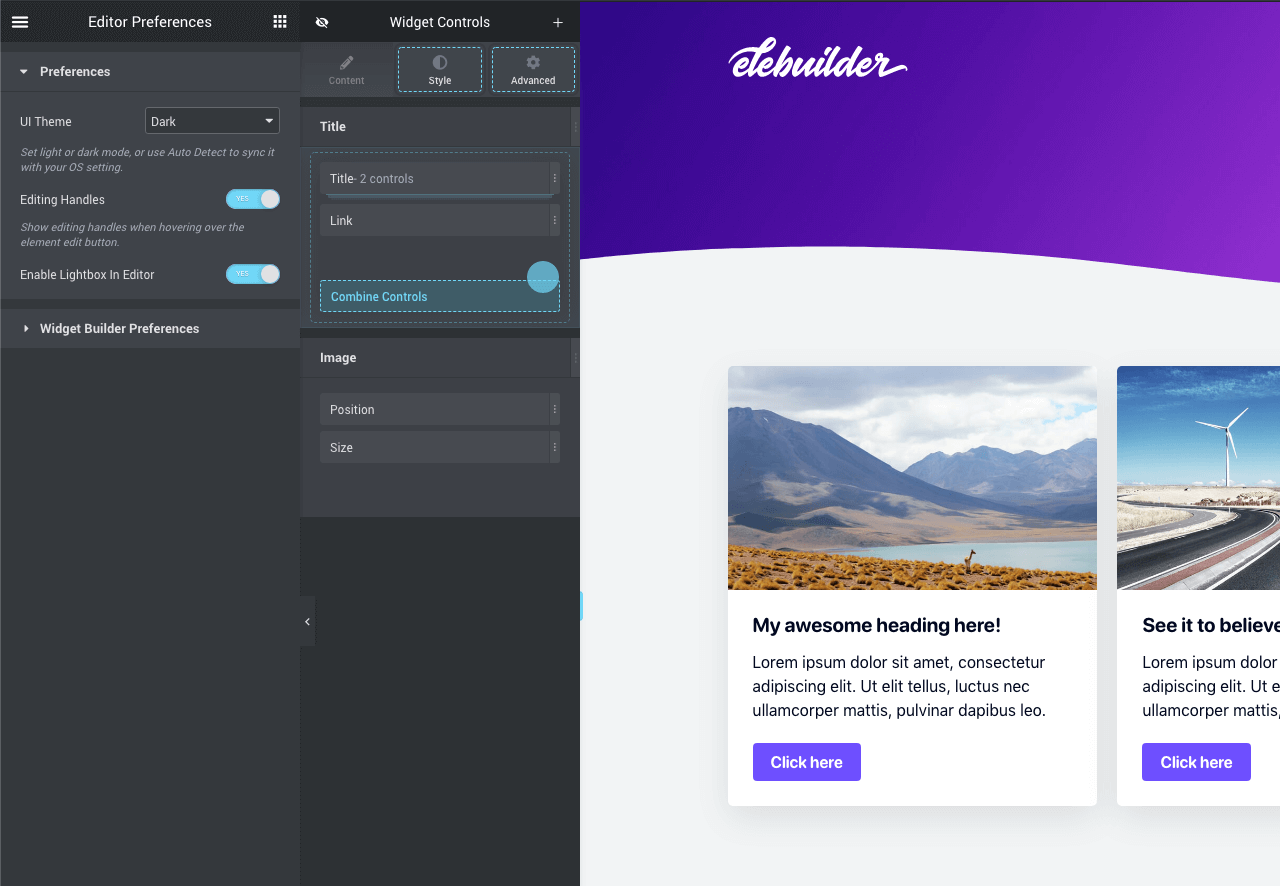 Editor Preferences
Preferences
UI Theme
Dark
Set light or dark mode, or use Auto Detect to sync it
with your OS setting.
Editing Handles
YES
Show editing handles when hovering over the
element edit button.
Enable Lightbox In Editor
YES
Widget Builder Preferences
Widget Controls
Content
Style
Advanced
Title
Title- 2 controls
Link
Combine Controls
Image
Position
Size
elebuilder
My awesome heading here!
Lorem ipsum dolor sit amet, consectetur
adipiscing elit. Ut elit tellus, luctus nec
ullamcorper mattis, pulvinar dapibus leo.
Click here
See it to believe
Lorem ipsum dolor
adipiscing elit. Ut e
ullamcorper mattis,
Click here